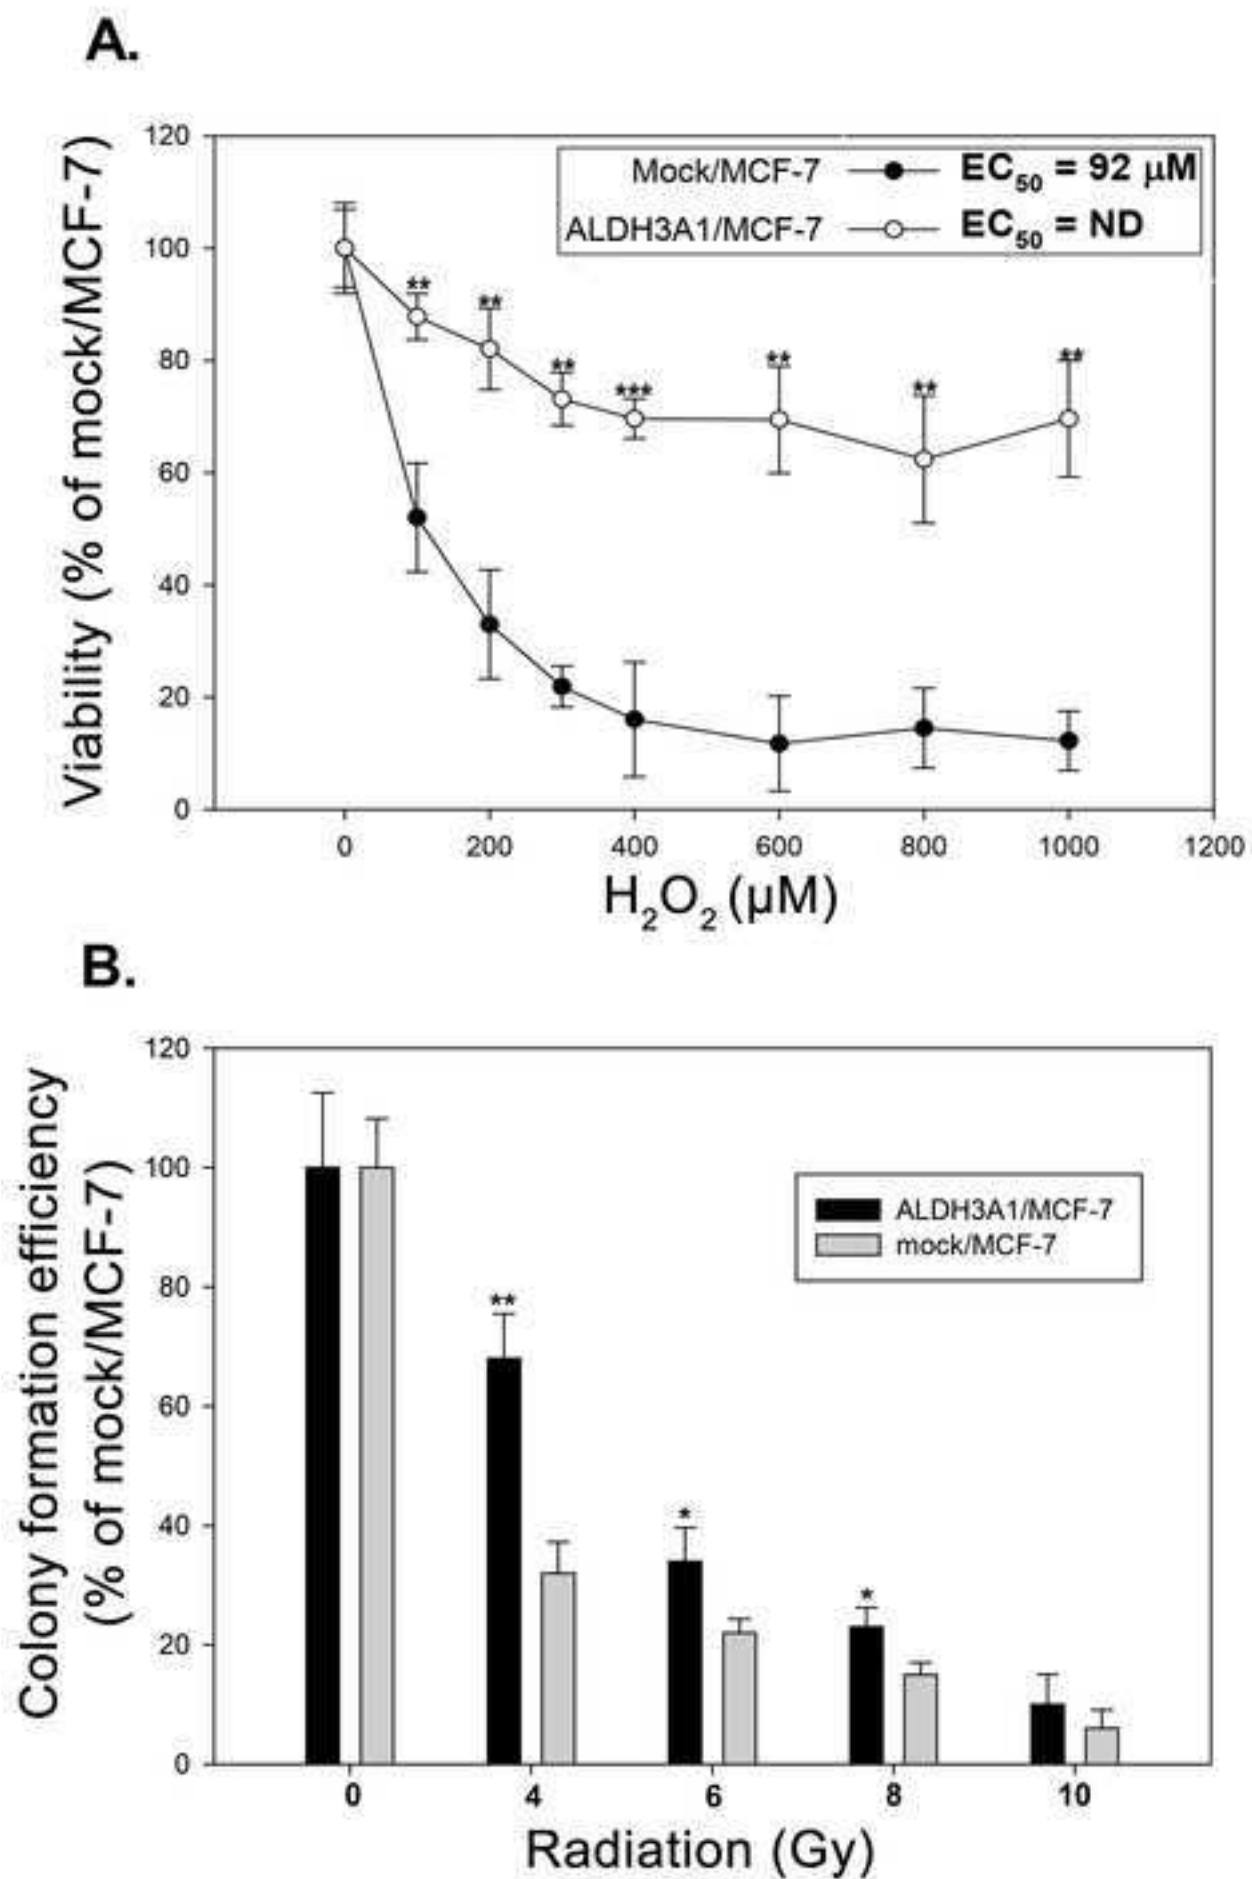 A.
120
100
80
60
40
20
0
Viability (% of mock/MCF-7)
Mock/MCF-7 EC50 = 92 µM
ALDH3A1/MCF-7 EC50 = ND
**
**
**
***
**
**
**
0 200 400 600 800 1000 1200
H2O2 (µM)
B.
120
100
80
60
40
20
0
Colony formation efficiency
(% of mock/MCF-7)
ALDH3A1/MCF-7
mock/MCF-7
**
*
*
0 4 6 8 10
Radiation (Gy)